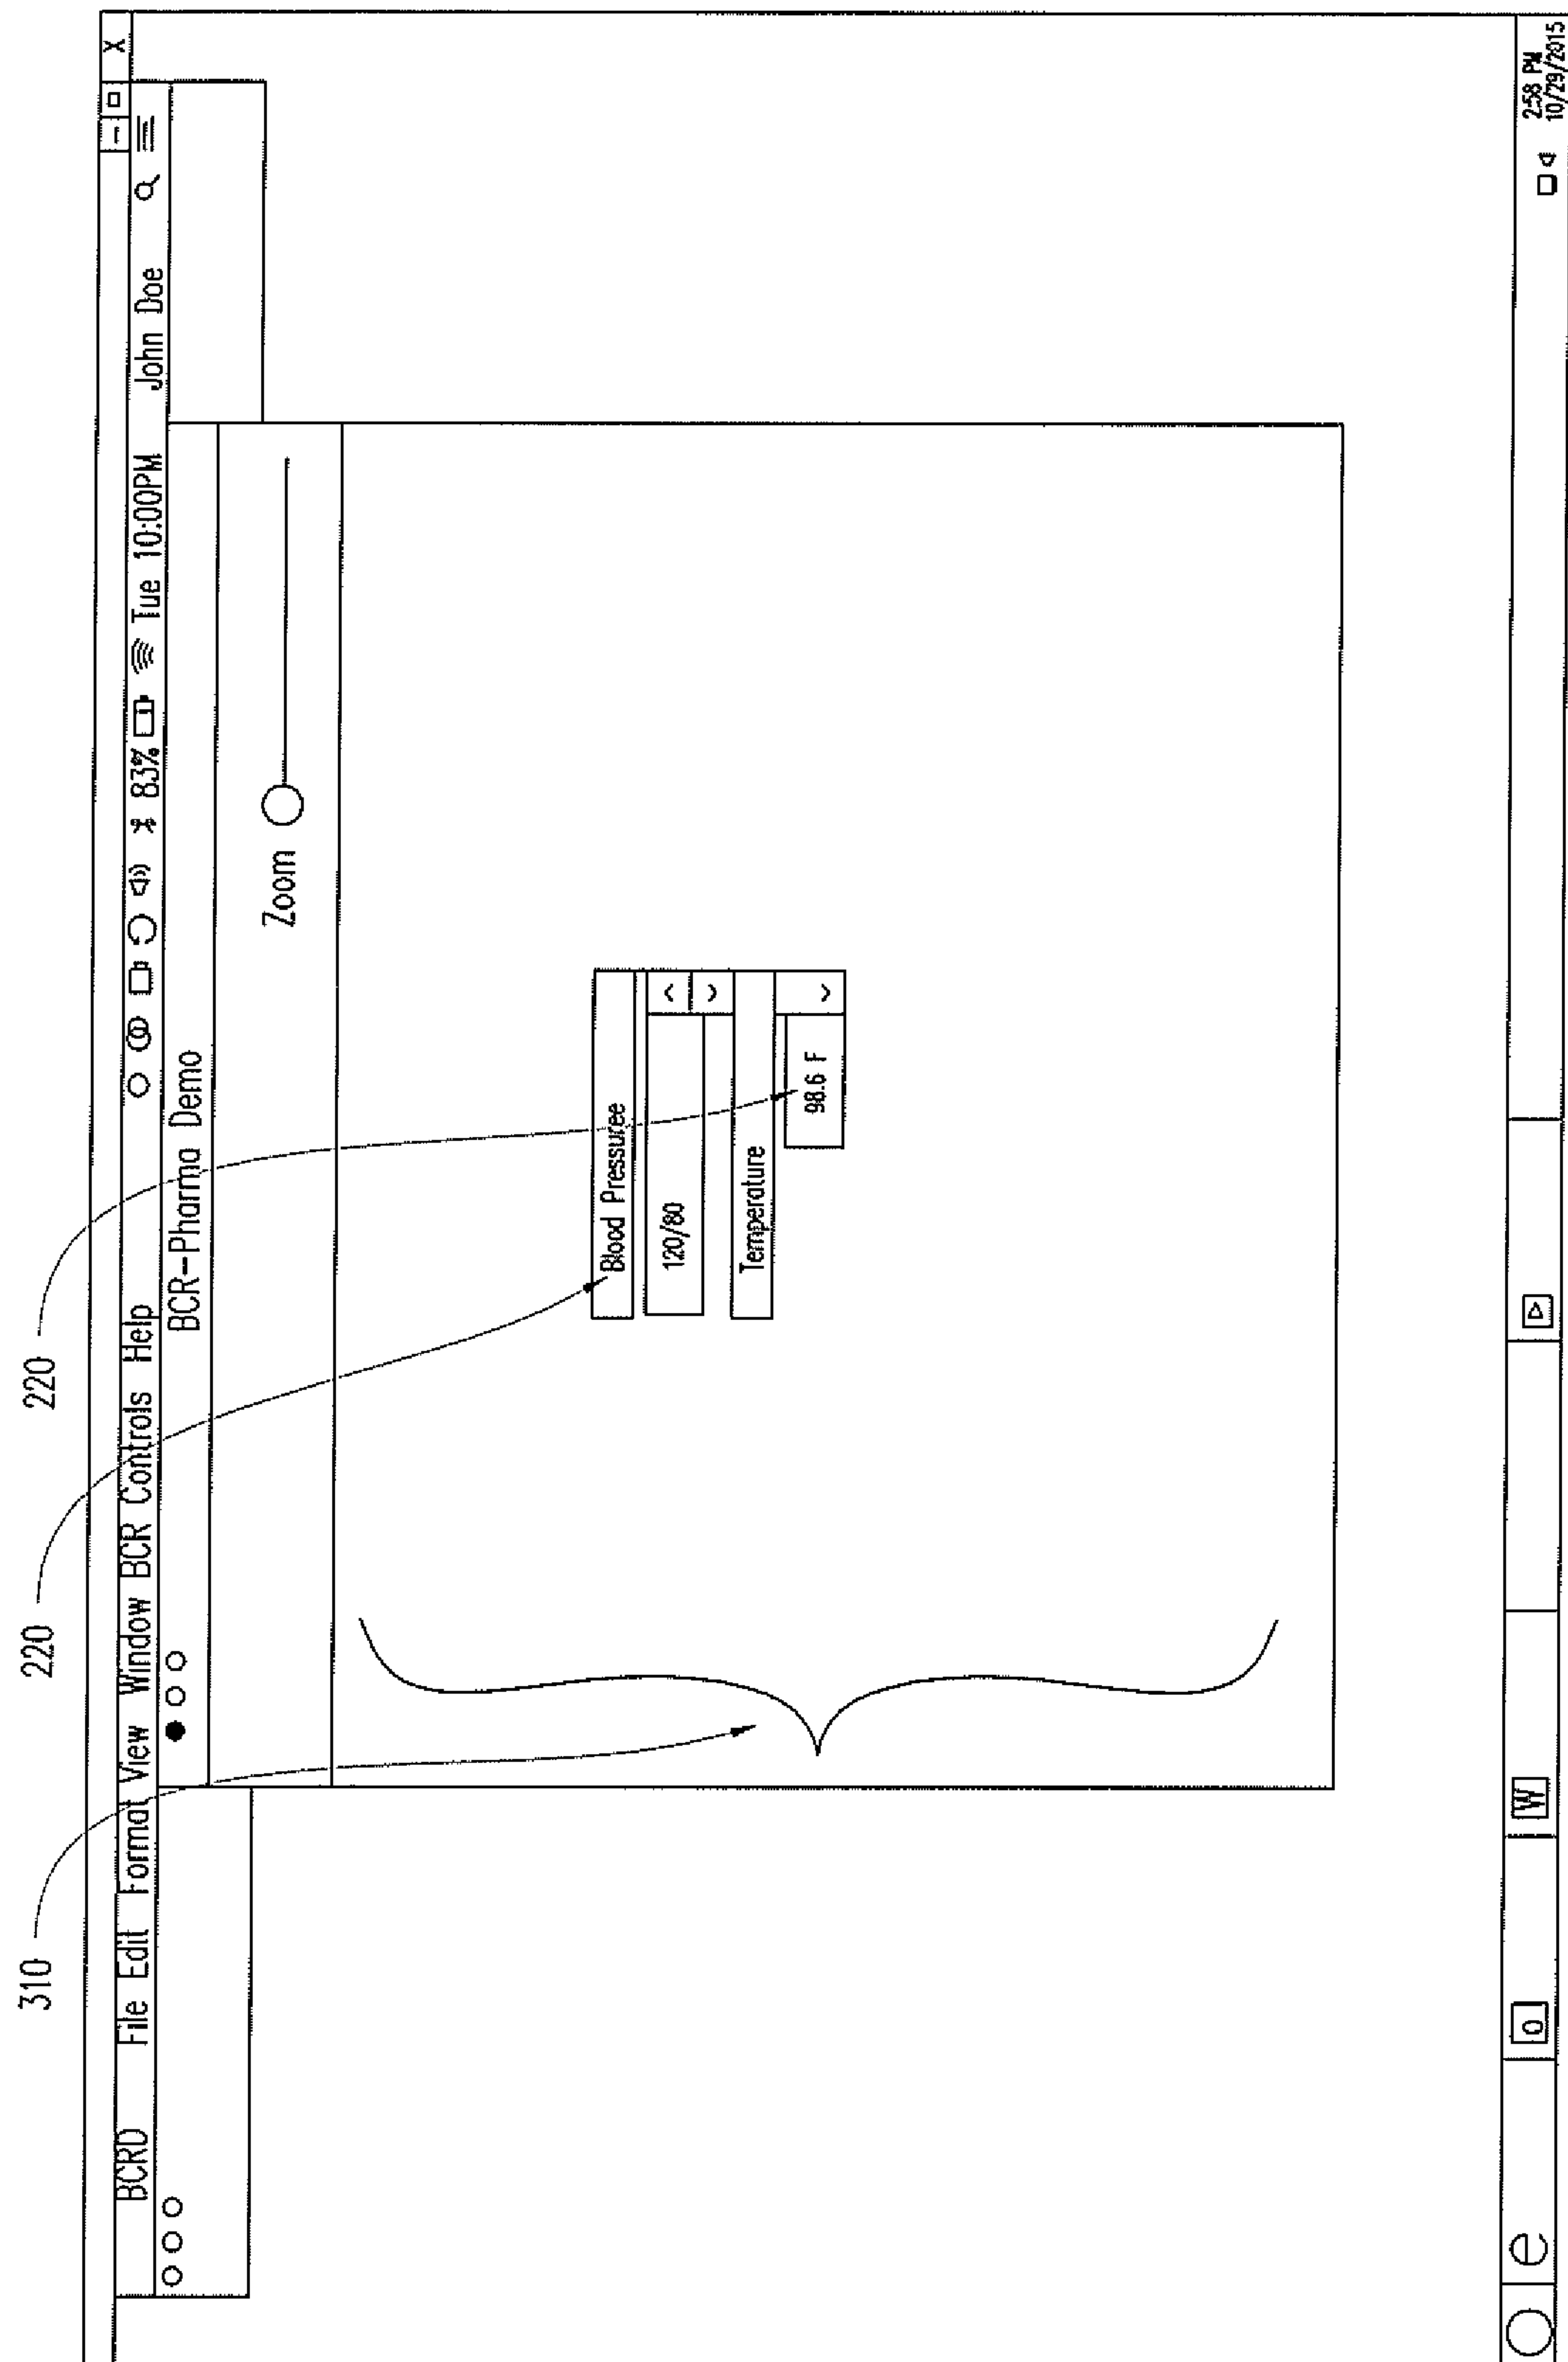 310
220
220
BCRD File Edit Format View Window BCR Controls Help 83% Tue 10:00PM John Doe
BCR-Pharma Demo
Zoom
Blood Pressuree
120/80
Temperature
98.6 F
e o W
2:58 PM
10/29/2015